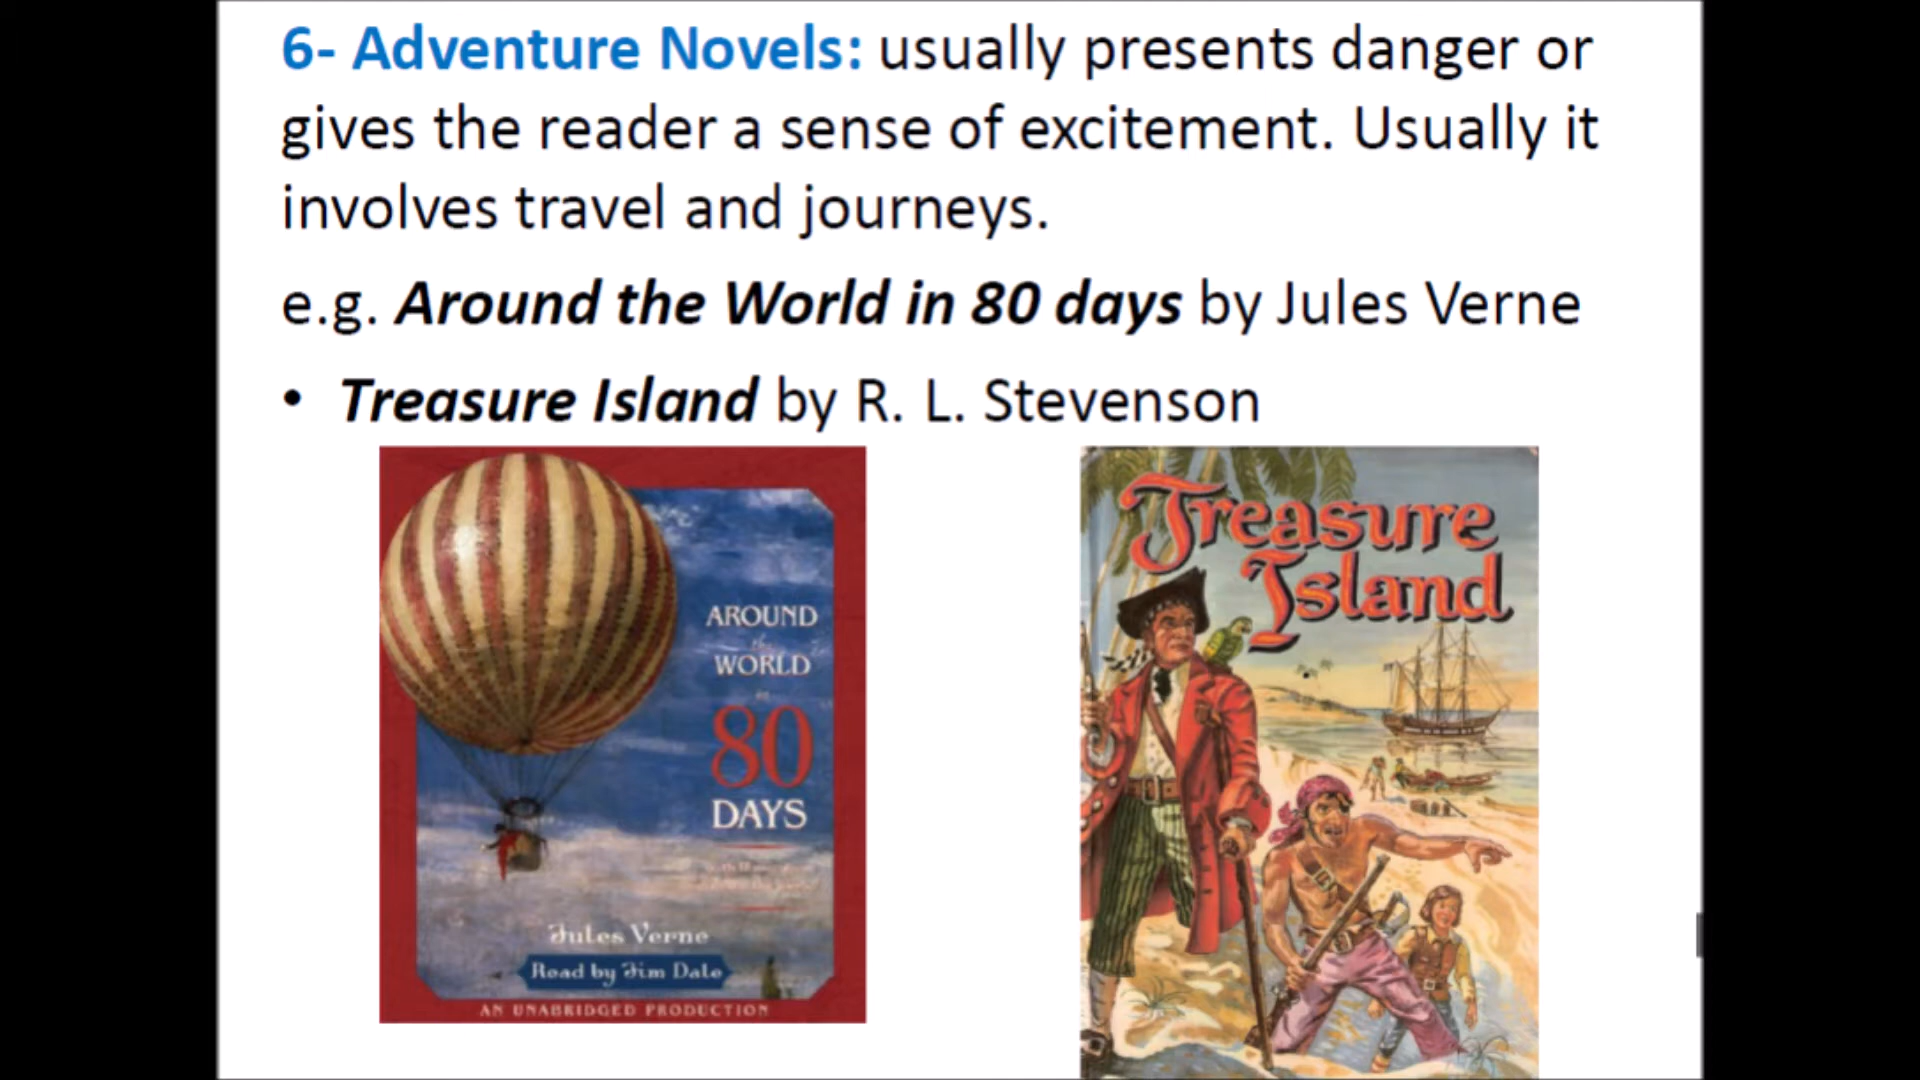 6- Adventure Novels: usually presents danger or
gives the reader a sense of excitement. Usually it
involves travel and journeys.
e.g. Around the World in 80 days by Jules Verne
• Treasure Island by R. L. Stevenson
AROUND
the
WORLD
in
80
DAYS
Jules Verne
Read by Jim Dale
AN UNABRIDGED PRODUCTION
Treasure
Island